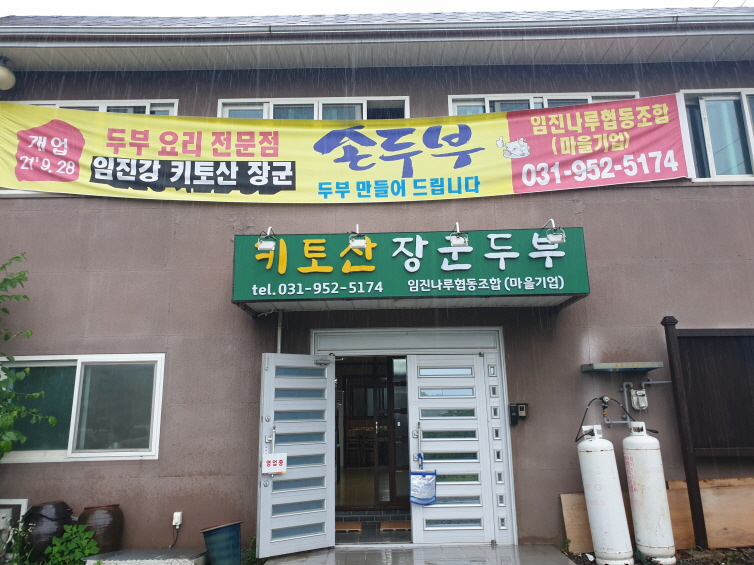 개업
21' 9. 28
두부 요리 전문점
임진강 키토산 장군
손두부
두부 만들어 드립니다
임진나루협동조합
(마을기업)
031-952-5174
키토산 장군두부
tel. 031-952-5174 임진나루협동조합 (마을기업)
영업중